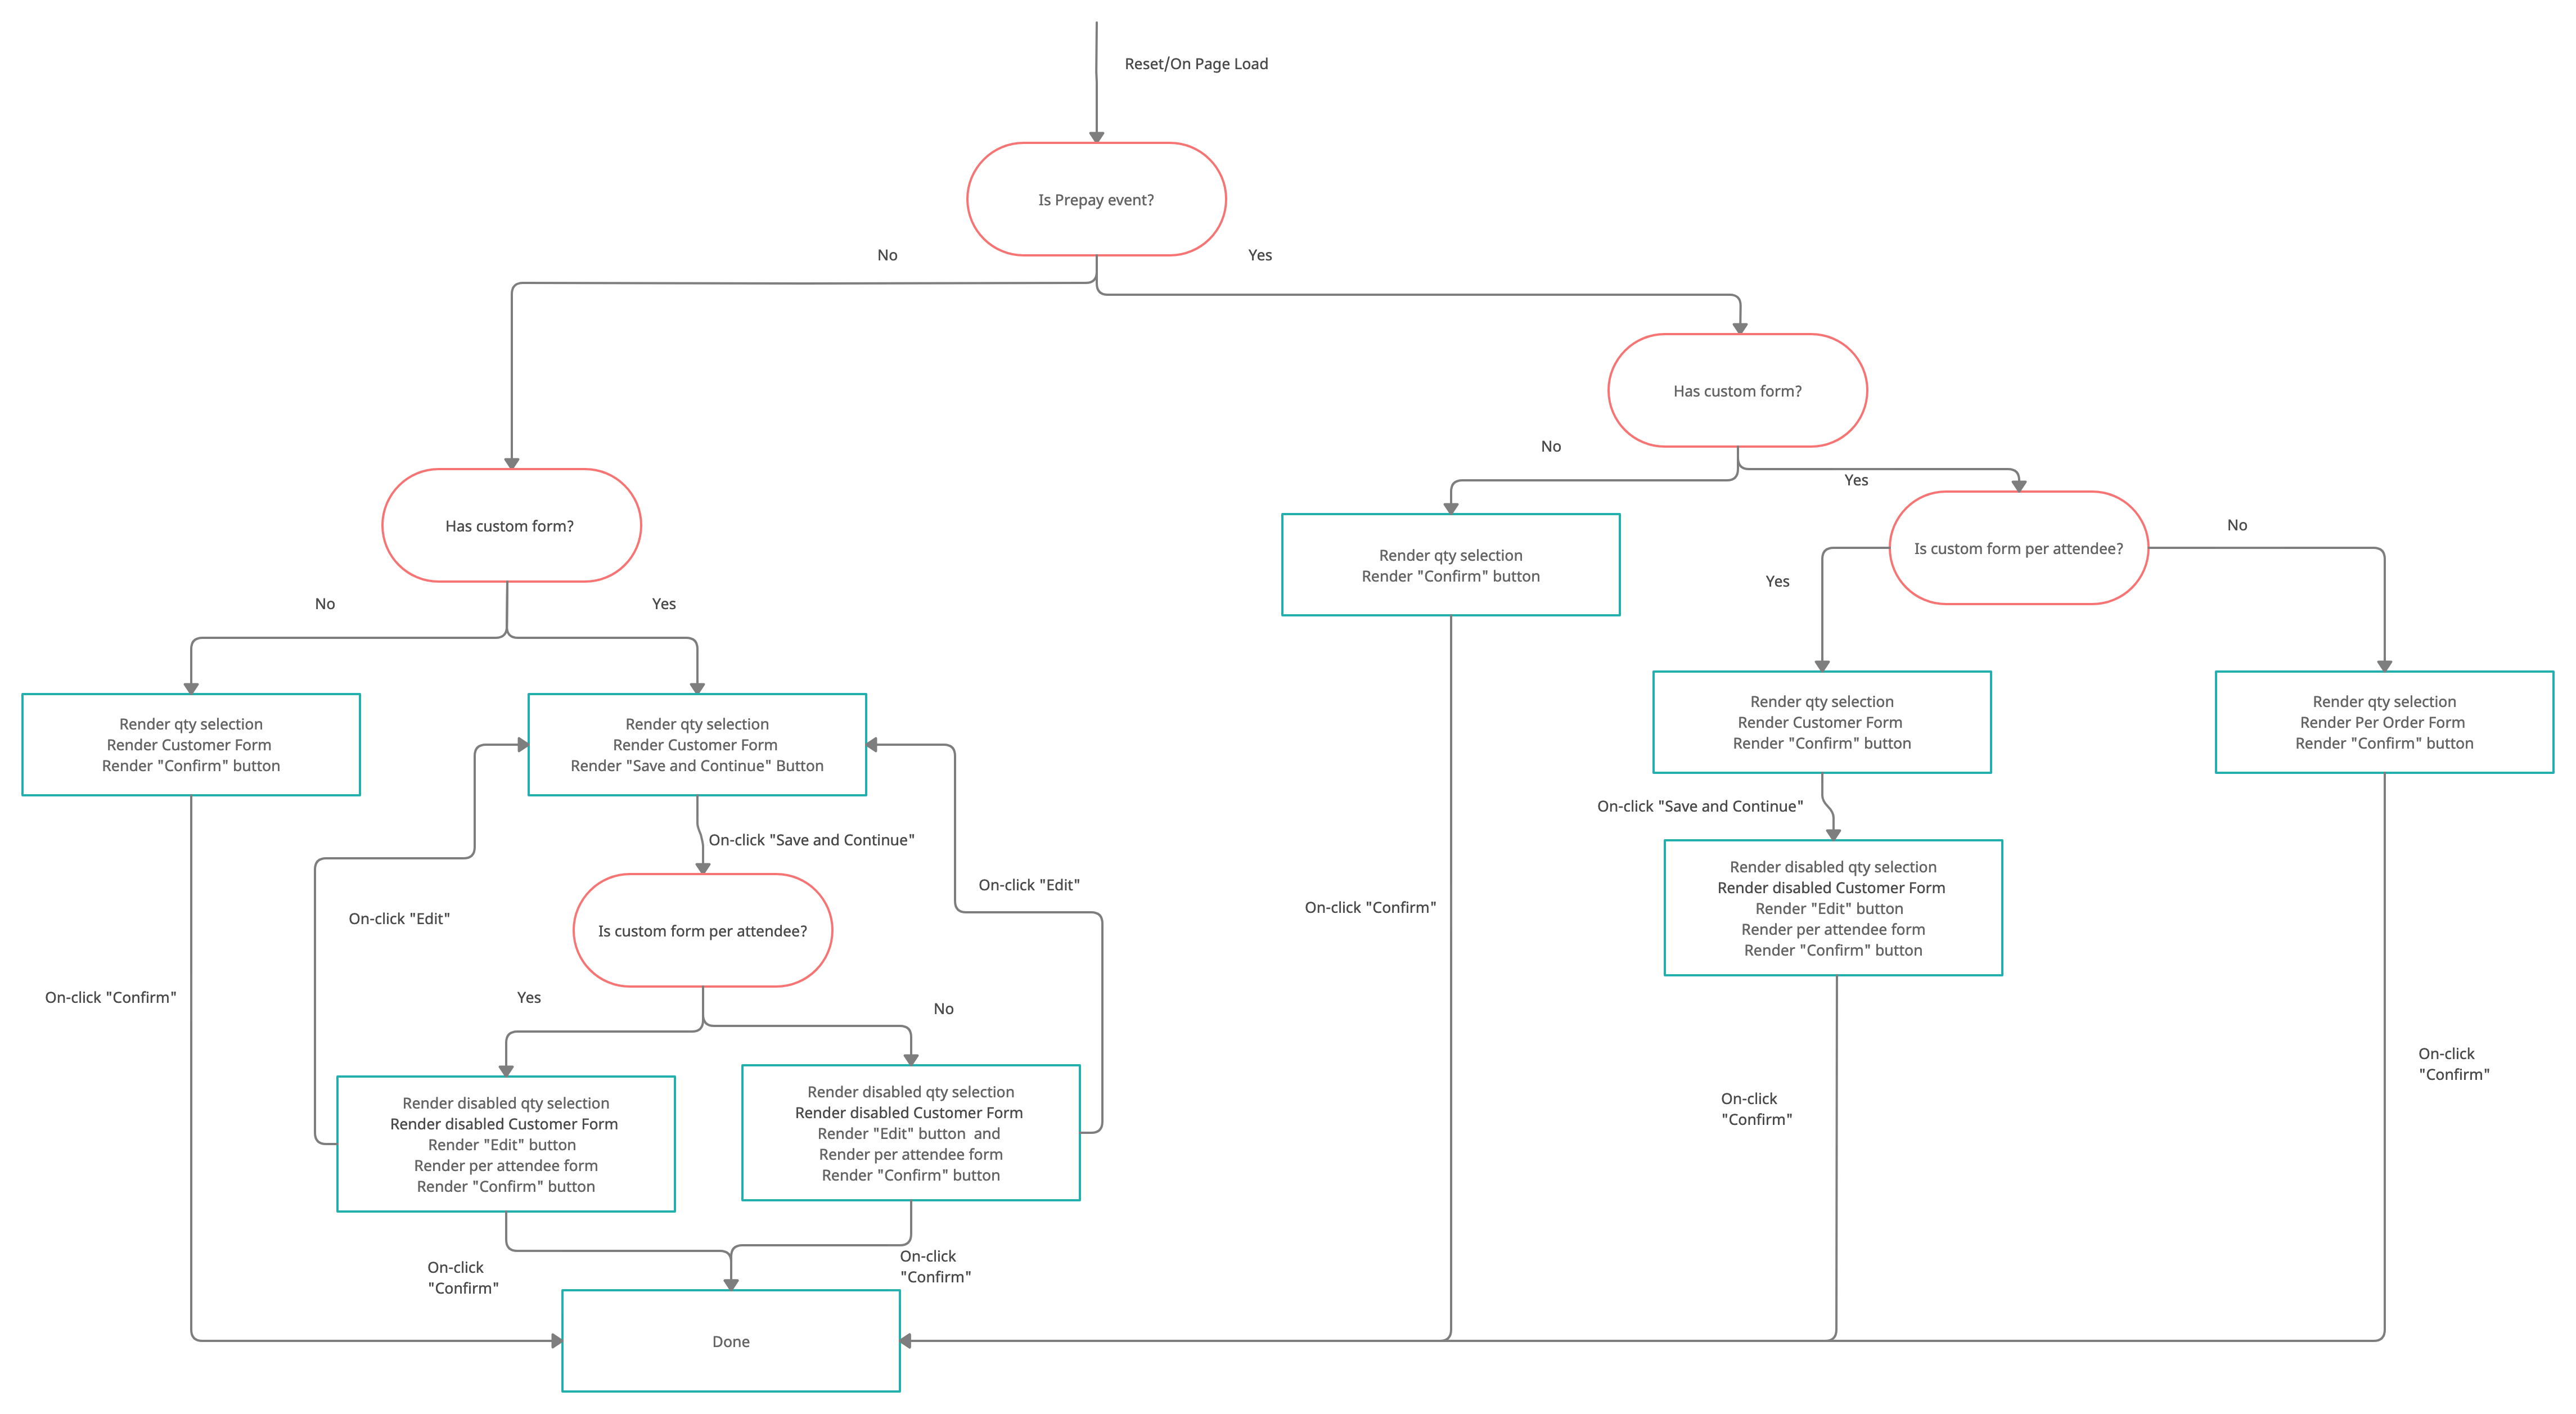 Reset/On Page Load
Is Prepay event?
No
Yes
Has custom form?
No
Yes
Is custom form per attendee?
Yes
No
Render qty selection
Render "Confirm" button
Has custom form?
No
Yes
Render qty selection
Render Customer Form
Render "Confirm" button
Render qty selection
Render Customer Form
Render "Save and Continue" Button
Render qty selection
Render Customer Form
Render "Confirm" button
Render qty selection
Render Per Order Form
Render "Confirm" button
On-click "Save and Continue"
On-click "Save and Continue"
On-click "Edit"
On-click "Edit"
Is custom form per attendee?
Yes
No
On-click "Confirm"
On-click "Confirm"
Render disabled qty selection
Render disabled Customer Form
Render "Edit" button
Render per attendee form
Render "Confirm" button
Render disabled qty selection
Render disabled Customer Form
Render "Edit" button
Render per attendee form
Render "Confirm" button
Render disabled qty selection
Render disabled Customer Form
Render "Edit" button  and
Render per attendee form
Render "Confirm" button
On-click
"Confirm"
On-click
"Confirm"
On-click
"Confirm"
On-click
"Confirm"
Done